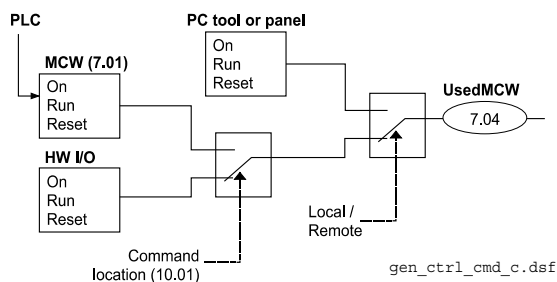 PLC
PC tool or panel
MCW (7.01)
On
Run
Reset
On
Run
Reset
UsedMCW
7.04
HW I/O
On
Run
Reset
Local /
Remote
Command
location (10.01)
gen_ctrl_cmd_c.dsf